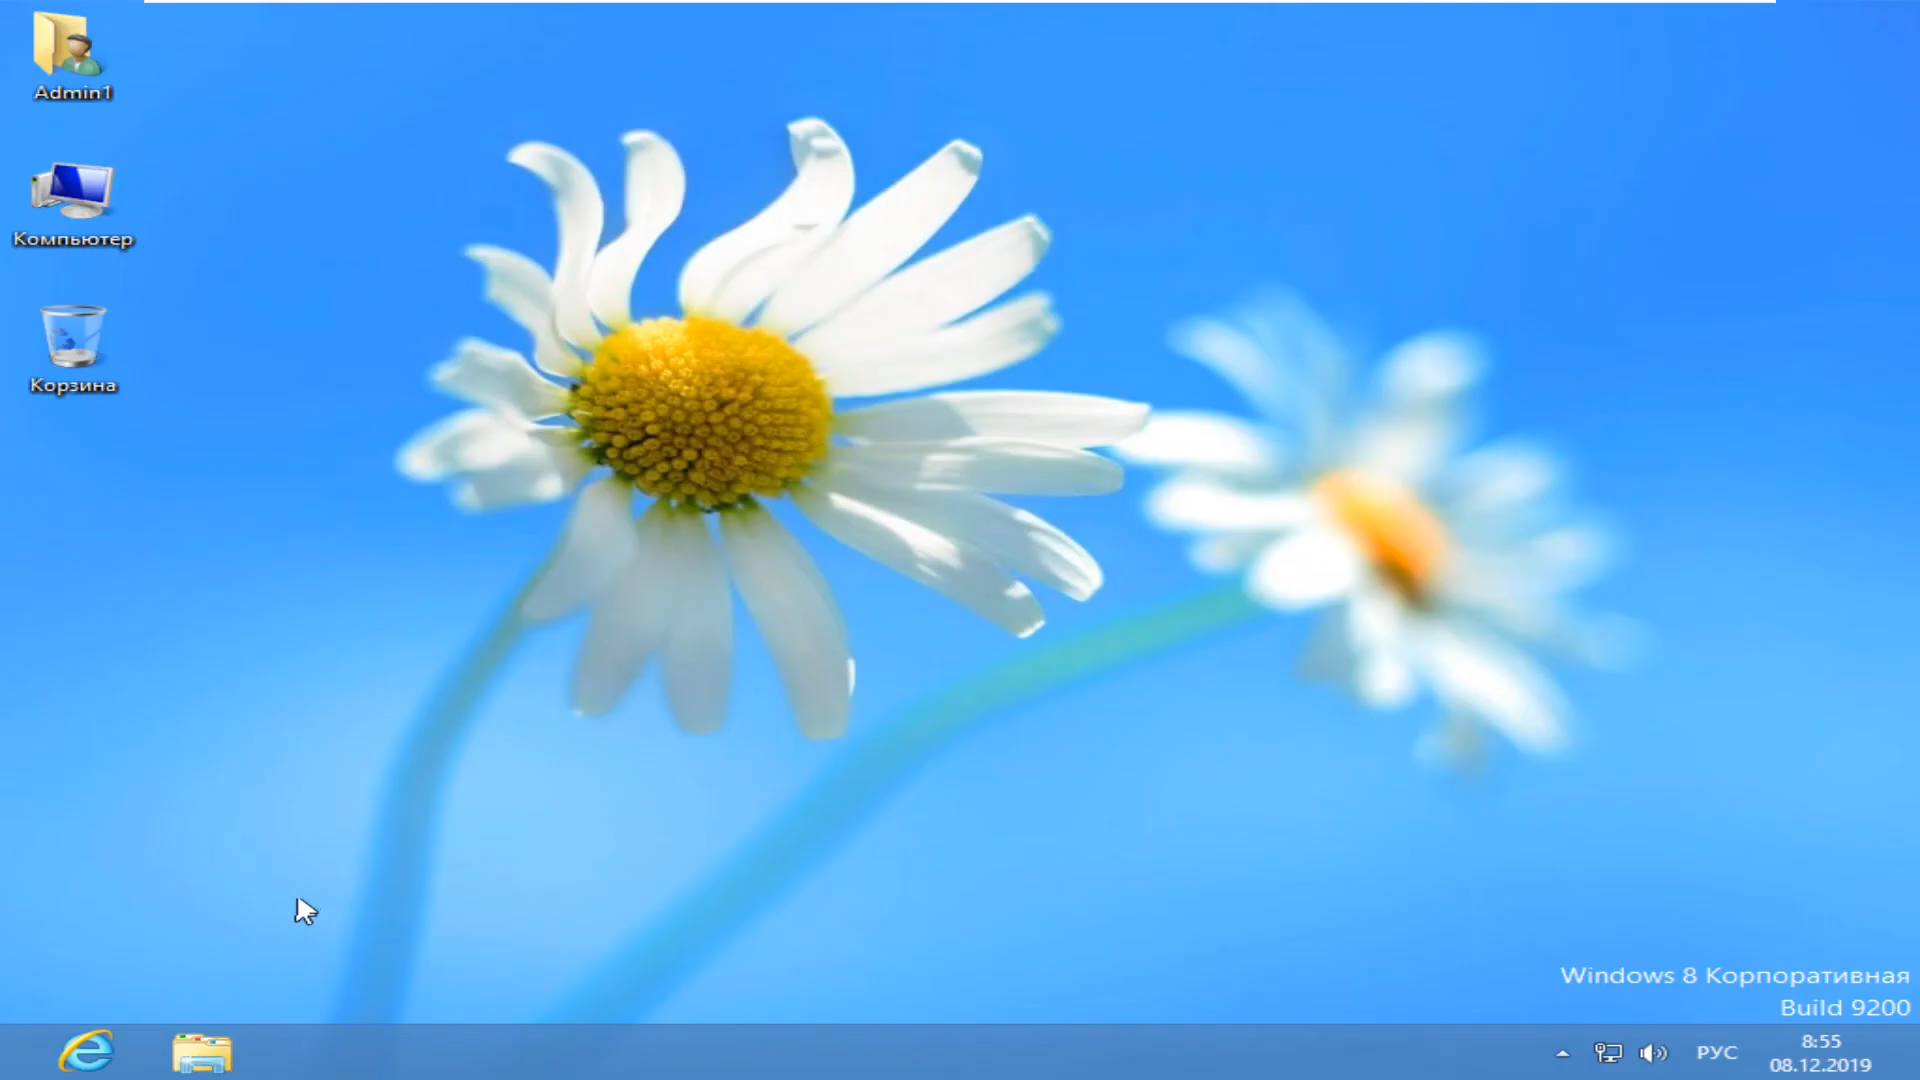 Admin1
Компьютер
Корзина
Windows 8 Корпоративная
Build 9200
РУС
8:55
08.12.2019